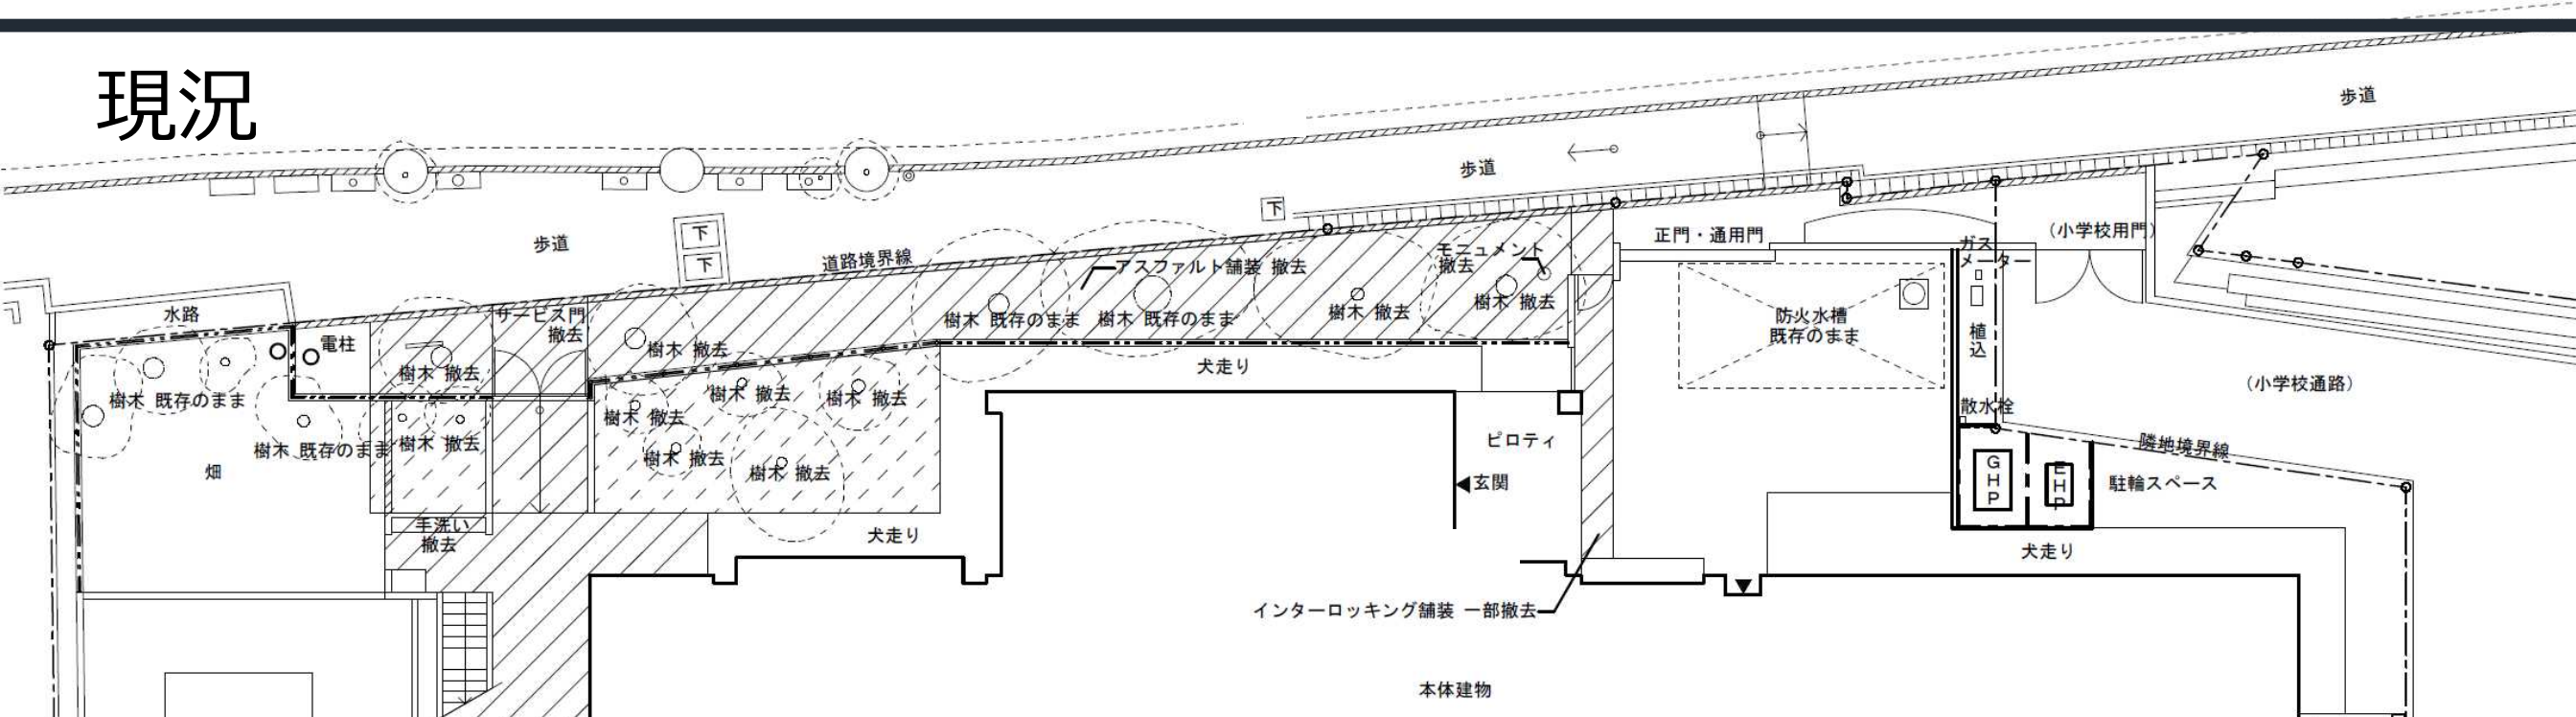 現況
歩道
歩道
歩道
下
下
下
道路境界線
水路
電柱
サービス門
撤去
アスファルト舗装 撤去
モニュメント
撤去
正門・通用門
ガス
メーター
(小学校用門)
樹木 既存のまま
樹木 既存のまま
樹木 撤去
樹木 撤去
防火水槽
既存のまま
植込
樹木 撤去
樹木 撤去
犬走り
(小学校通路)
樹木 既存のまま
樹木 撤去
樹木 撤去
樹木 撤去
散水栓
樹木 既存のまま
樹木 撤去
樹木 撤去
樹木 撤去
ピロティ
隣地境界線
畑
玄関
GHP
EHP
駐輪スペース
手洗い
撤去
犬走り
犬走り
インターロッキング舗装 一部撤去
本体建物